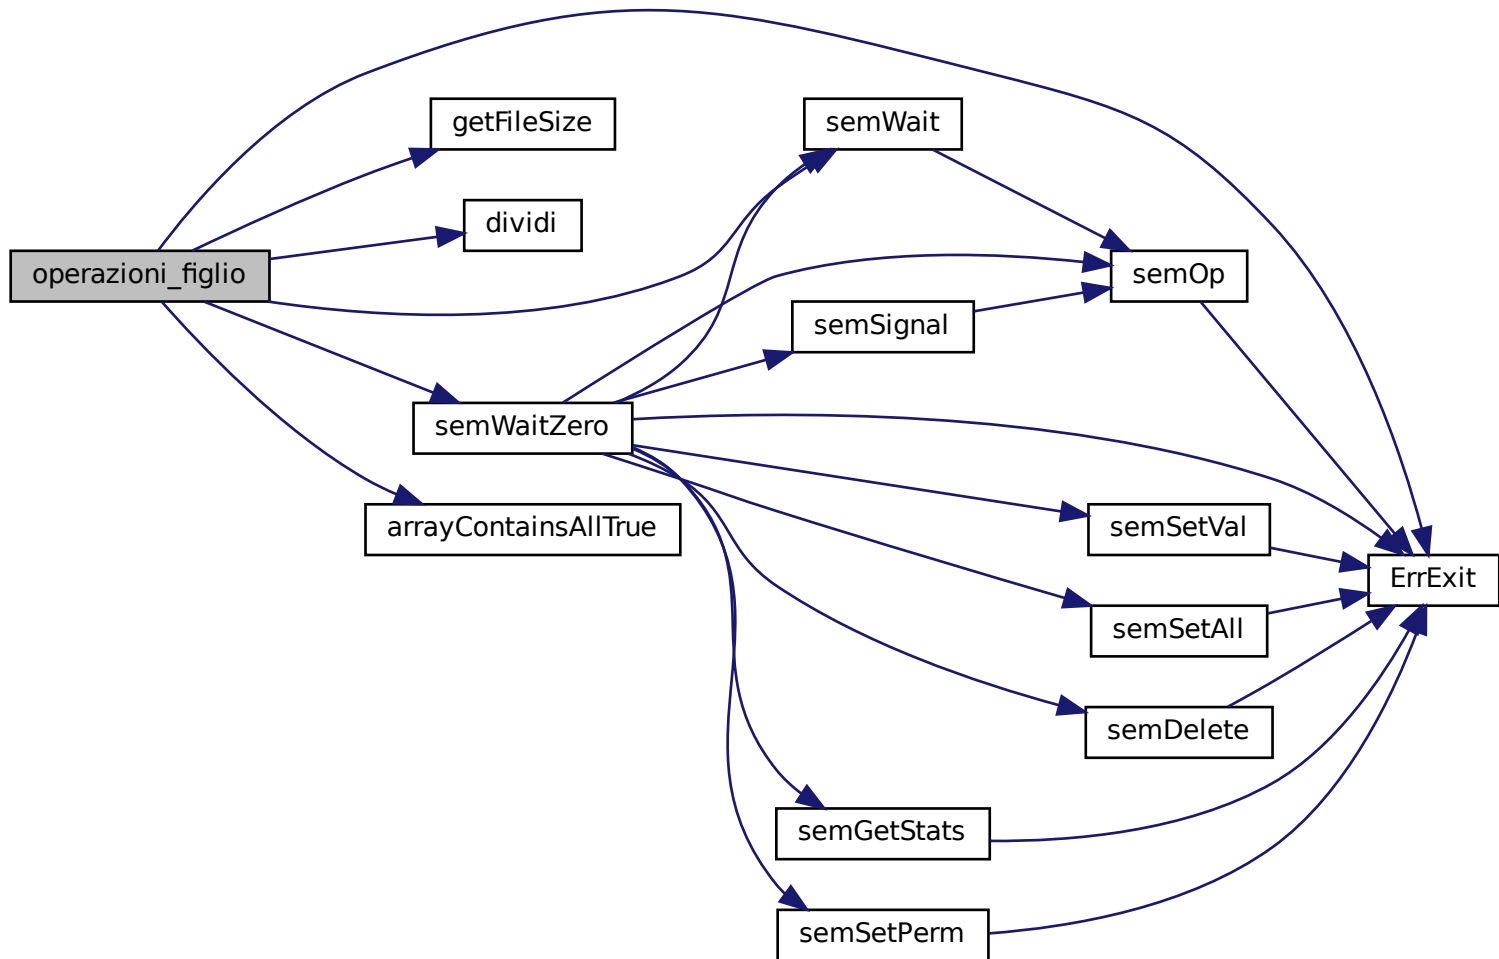 getFileSize
semWait
dividi
operazioni_figlio
semOp
semSignal
semWaitZero
arrayContainsAllTrue
semSetVal
ErrExit
semSetAll
semDelete
semGetStats
semSetPerm